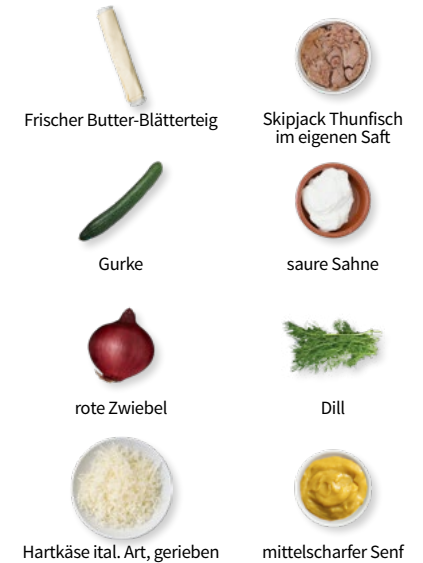 Frischer Butter-Blätterteig
Skipjack Thunfisch
im eigenen Saft
Gurke
saure Sahne
rote Zwiebel
Dill
Hartkäse ital. Art, gerieben
mittelscharfer Senf